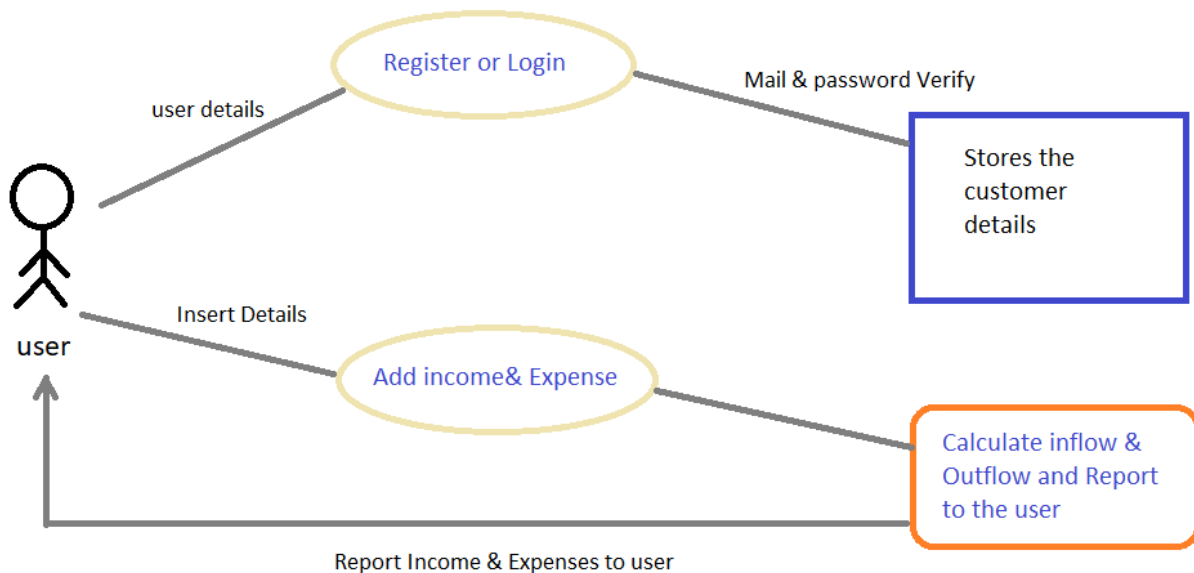 Register or Login
Mail & password Verify
user details
Stores the
customer
details
Insert Details
user
Add income& Expense
Calculate inflow &
Outflow and Report
to the user
Report Income & Expenses to user